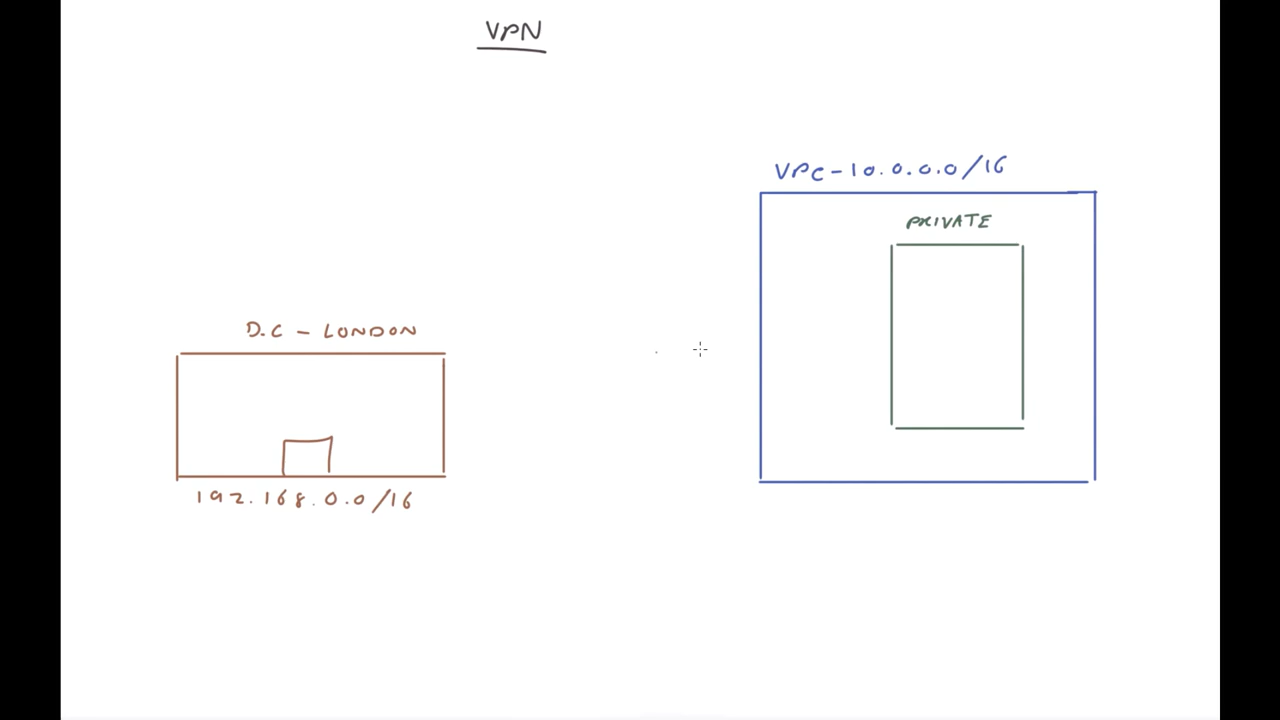 VPN
VPC-10.0.0.0/16
PRIVATE
D.C - LONDON
192.168.0.0/16